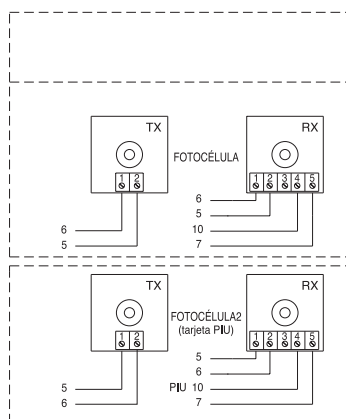 TX RX
1 2
FOTOCÉLULA
1 2 3 4 5
6
5
6
10
5
7
TX RX
FOTOCÉLULA2
(tarjeta PIU)
1 2
1 2 3 4 5
5
6
5
PIU 10
6
7